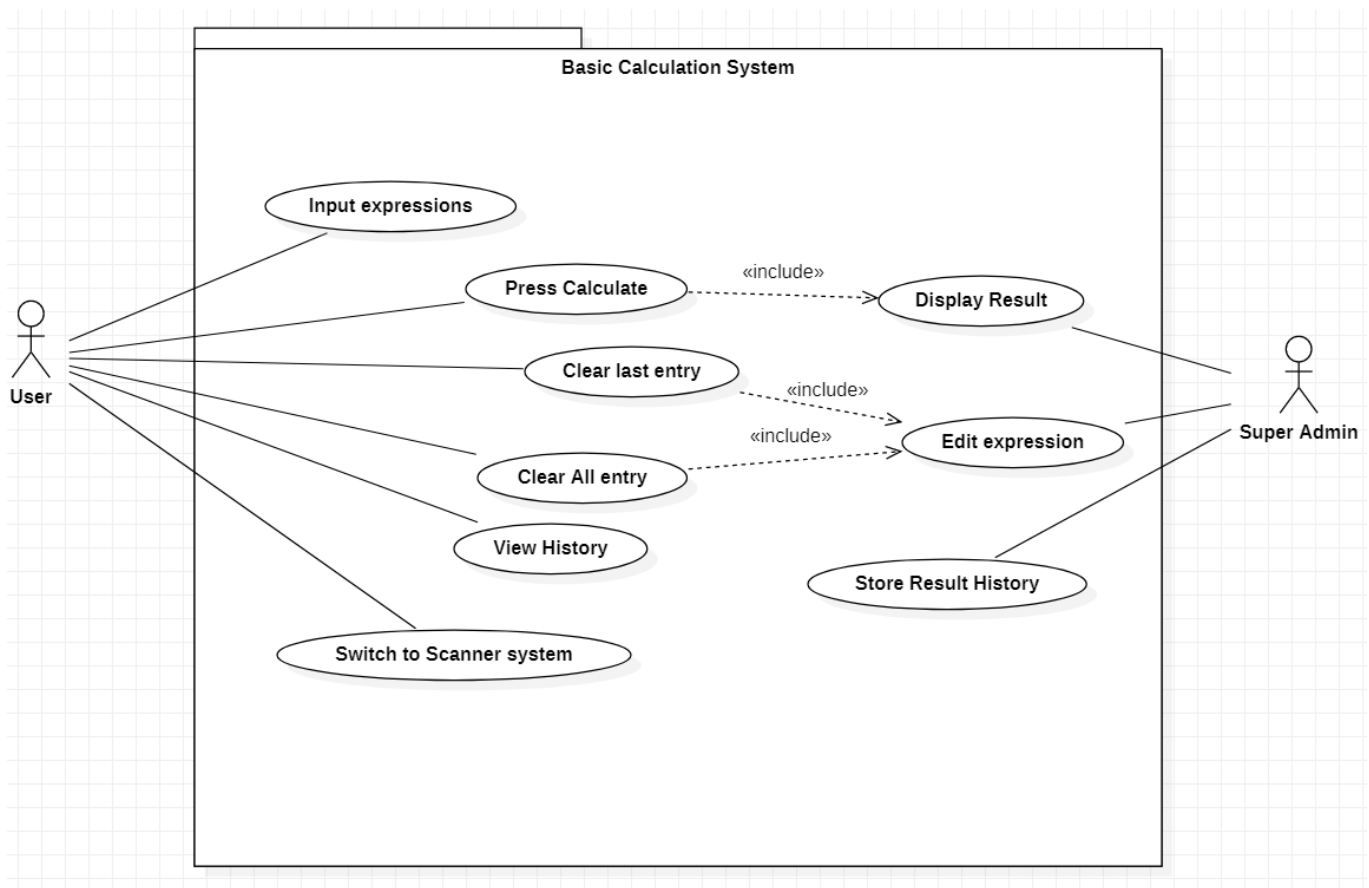 Basic Calculation System
Input expressions
«include»
Press Calculate
Display Result
Clear last entry
«include»
User
«include»
Edit expression
Super Admin
Clear All entry
View History
Store Result History
Switch to Scanner system